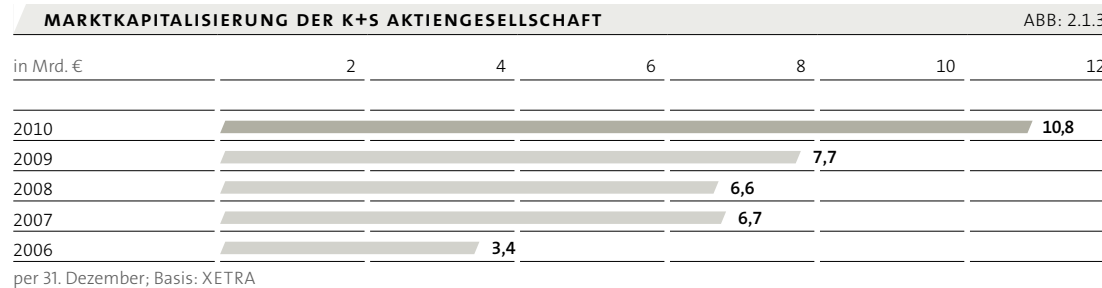 MARKTKAPITALISIERUNG DER K+S AKTIENGESELLSCHAFT ABB: 2.1.3
in Mrd. € 2 4 6 8 10 12
2010 10,8
2009 7,7
2008 6,6
2007 6,7
2006 3,4
per 31. Dezember; Basis: XETRA